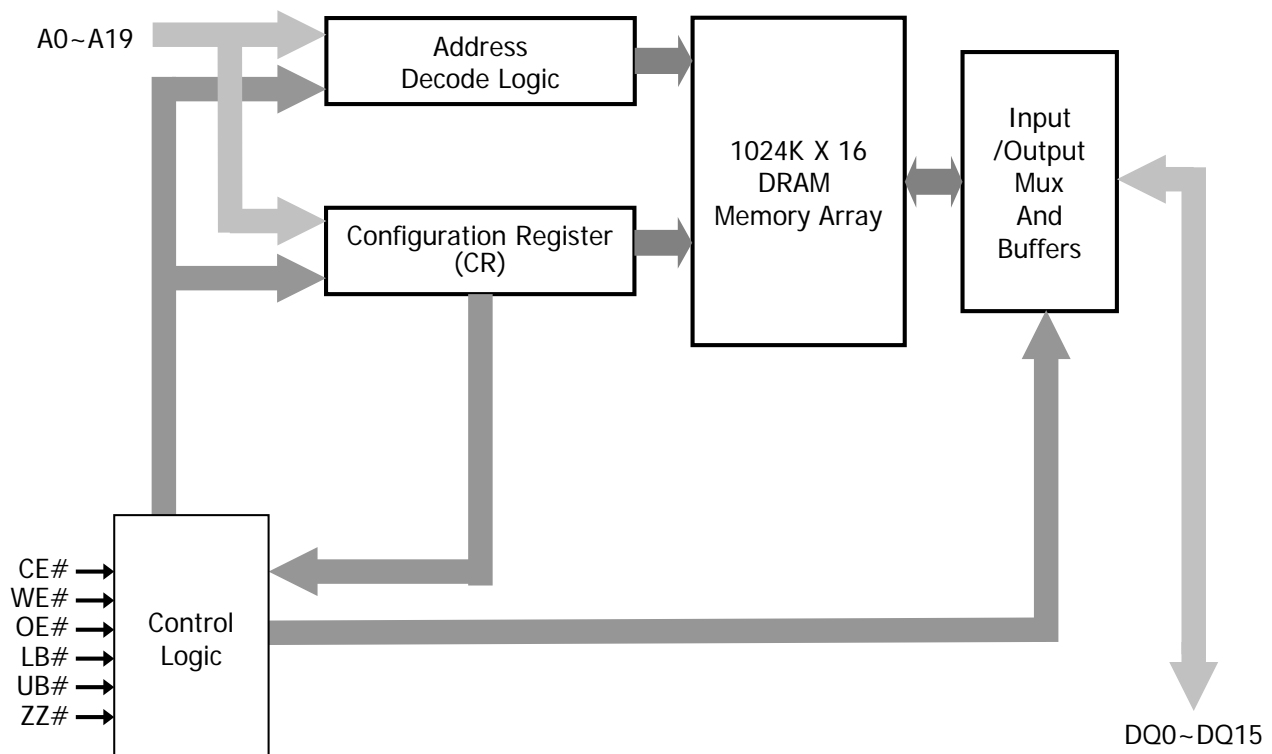 A0~A19
Address
Decode Logic
1024K X 16
DRAM
Memory Array
Input
/Output
Mux
And
Buffers
Configuration Register
(CR)
CE#
WE#
OE#
LB#
UB#
ZZ#
Control
Logic
DQ0~DQ15